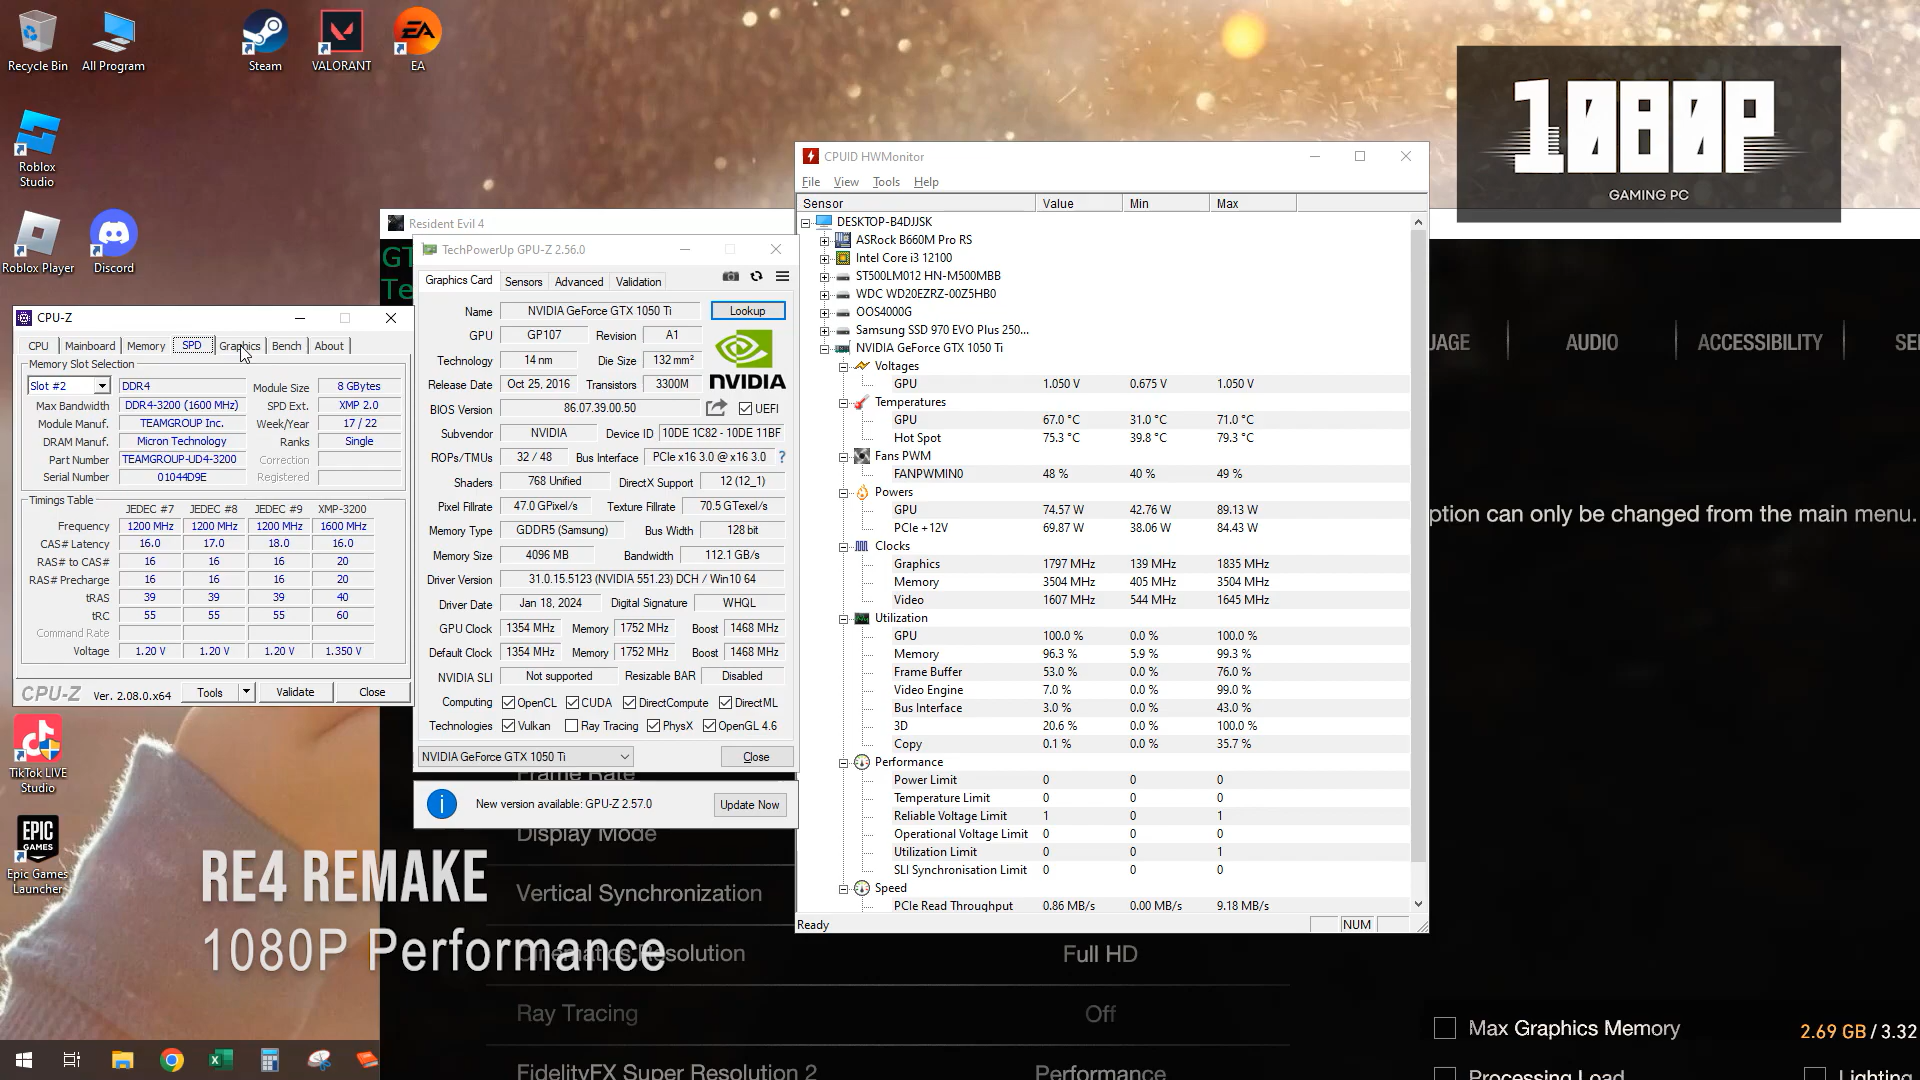 Recycle Bin
All Program
Steam
VALORANT
EA
Roblox
Studio
Roblox Player
Discord
1080P
GAMING PC
Resident Evil 4
GT
Te
CPU-Z
CPU
Mainboard
Memory
SPD
Graphics
Bench
About
Memory Slot Selection
Slot #2
DDR4
Module Size
8 GBytes
Max Bandwidth
DDR4-3200 (1600 MHz)
SPD Ext.
XMP 2.0
Module Manuf.
TEAMGROUP Inc.
Week/Year
17 / 22
DRAM Manuf.
Micron Technology
Ranks
Single
Part Number
TEAMGROUP-UD4-3200
Correction
Serial Number
01044D9E
Registered
Timings Table
JEDEC #7 JEDEC #8 JEDEC #9 XMP-3200
Frequency 1200 MHz 1200 MHz 1200 MHz 1600 MHz
CAS# Latency 16.0 17.0 18.0 16.0
RAS# to CAS# 16 16 16 20
RAS# Precharge 16 16 16 20
tRAS 39 39 39 40
tRC 55 55 55 60
Command Rate
Voltage 1.20 V 1.20 V 1.20 V 1.350 V
CPU-Z Ver. 2.08.0.x64 Tools Validate Close
TechPowerUp GPU-Z 2.56.0
Graphics Card Sensors Advanced Validation
Name NVIDIA GeForce GTX 1050 Ti Lookup
GPU GP107 Revision A1
Technology 14 nm Die Size 132 mm²
Release Date Oct 25, 2016 Transistors 3300M
NVIDIA
BIOS Version 86.07.39.00.50 UEFI
Subvendor NVIDIA Device ID 10DE 1C82 - 10DE 11BF
ROPs/TMUs 32 / 48 Bus Interface PCIe x16 3.0 @ x16 3.0 ?
Shaders 768 Unified DirectX Support 12 (12_1)
Pixel Fillrate 47.0 GPixel/s Texture Fillrate 70.5 GTexel/s
Memory Type GDDR5 (Samsung) Bus Width 128 bit
Memory Size 4096 MB Bandwidth 112.1 GB/s
Driver Version 31.0.15.5123 (NVIDIA 551.23) DCH / Win10 64
Driver Date Jan 18, 2024 Digital Signature WHQL
GPU Clock 1354 MHz Memory 1752 MHz Boost 1468 MHz
Default Clock 1354 MHz Memory 1752 MHz Boost 1468 MHz
NVIDIA SLI Not supported Resizable BAR Disabled
Computing OpenCL CUDA DirectCompute DirectML
Technologies Vulkan Ray Tracing PhysX OpenGL 4.6
NVIDIA GeForce GTX 1050 Ti Close
New version available: GPU-Z 2.57.0 Update Now
CPUID HWMonitor
File View Tools Help
Sensor Value Min Max
DESKTOP-B4DJJSK
ASRock B660M Pro RS
Intel Core i3 12100
ST500LM012 HN-M500MBB
WDC WD20EZRZ-00Z5HB0
OOS4000G
Samsung SSD 970 EVO Plus 250...
NVIDIA GeForce GTX 1050 Ti
Voltages
GPU 1.050 V 0.675 V 1.050 V
Temperatures
GPU 67.0 °C 31.0 °C 71.0 °C
Hot Spot 75.3 °C 39.8 °C 79.3 °C
Fans PWM
FANPWMIN0 48 % 40 % 49 %
Powers
GPU 74.57 W 42.76 W 89.13 W
PCIe +12V 69.87 W 38.06 W 84.43 W
Clocks
Graphics 1797 MHz 139 MHz 1835 MHz
Memory 3504 MHz 405 MHz 3504 MHz
Video 1607 MHz 544 MHz 1645 MHz
Utilization
GPU 100.0 % 0.0 % 100.0 %
Memory 96.3 % 5.9 % 99.3 %
Frame Buffer 53.0 % 0.0 % 76.0 %
Video Engine 7.0 % 0.0 % 99.0 %
Bus Interface 3.0 % 0.0 % 43.0 %
3D 20.6 % 0.0 % 100.0 %
Copy 0.1 % 0.0 % 35.7 %
Performance
Power Limit 0 0 0
Temperature Limit 0 0 0
Reliable Voltage Limit 1 0 1
Operational Voltage Limit 0 0 0
Utilization Limit 0 0 1
SLI Synchronisation Limit 0 0 0
Speed
PCIe Read Throughput 0.86 MB/s 0.00 MB/s 9.18 MB/s
Ready NUM
UAGE AUDIO ACCESSIBILITY SE
ption can only be changed from the main menu.
TikTok LIVE
Studio
EPIC
GAMES
Epic Games
Launcher
RE4 REMAKE
1080P Performance
Frame Rate
Display Mode
Vertical Synchronization
Cinematics Resolution Full HD
Ray Tracing Off
FidelityFX Super Resolution 2 Performance
Max Graphics Memory 2.69 GB / 3.32
Processing Load Lighting